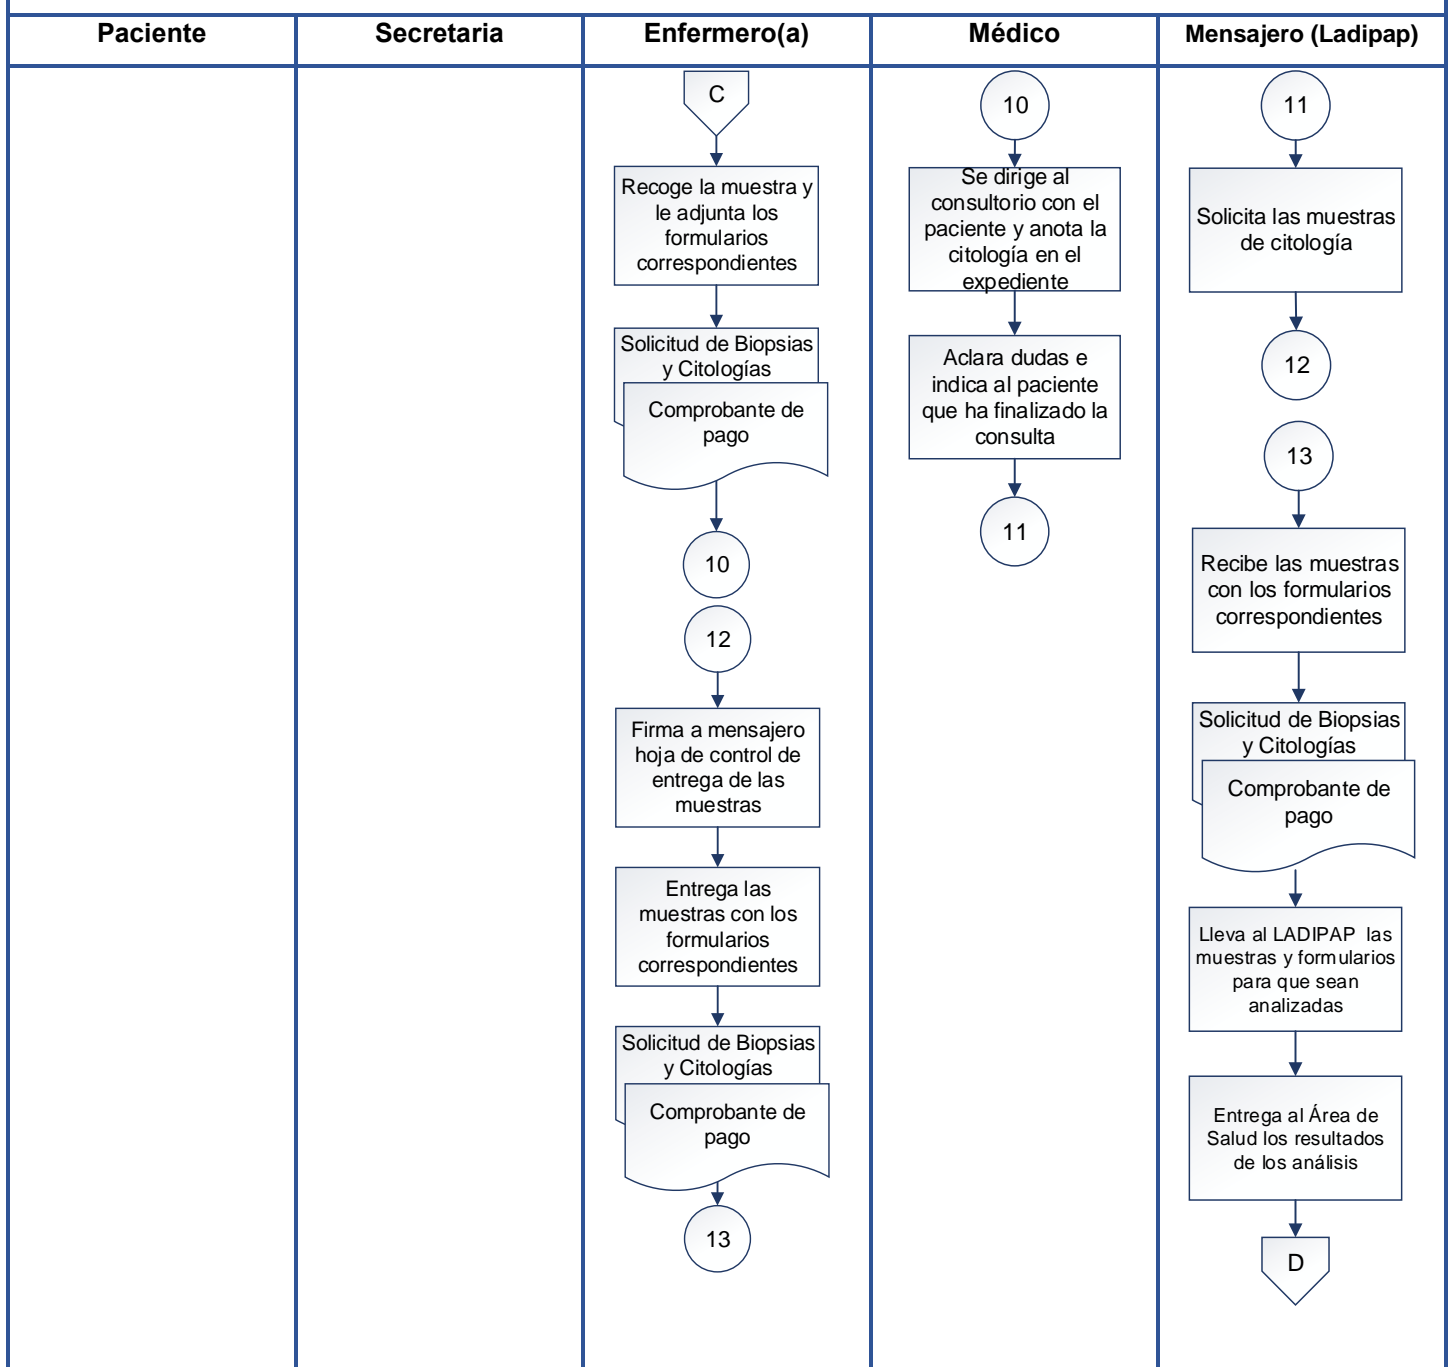 Paciente
Secretaria
Enfermero(a)
Médico
Mensajero (Ladipap)
C
Recoge la muestra y
le adjunta los
formularios
correspondientes
Solicitud de Biopsias
y Citologías
Comprobante de
pago
10
12
Firma a mensajero
hoja de control de
entrega de las
muestras
Entrega las
muestras con los
formularios
correspondientes
Solicitud de Biopsias
y Citologías
Comprobante de
pago
13
10
Se dirige al
consultorio con el
paciente y anota la
citología en el
expediente
Aclara dudas e
indica al paciente
que ha finalizado la
consulta
11
11
Solicita las muestras
de citología
12
13
Recibe las muestras
con los formularios
correspondientes
Solicitud de Biopsias
y Citologías
Comprobante de
pago
Lleva al LADIPAP las
muestras y formularios
para que sean
analizadas
Entrega al Área de
Salud los resultados
de los análisis
D